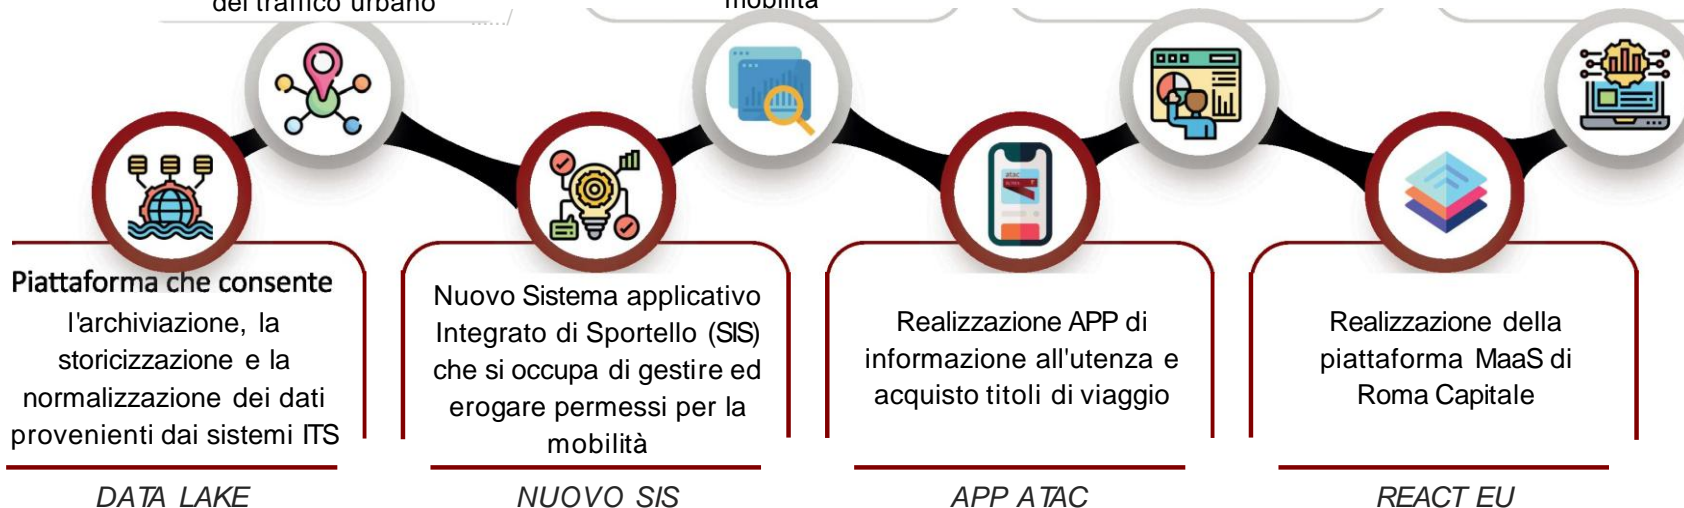 del traffico urbano
mobilità
atac
Piattaforma che consente
l'archiviazione, la
storicizzazione e la
normalizzazione dei dati
provenienti dai sistemi ITS
Nuovo Sistema applicativo
Integrato di Sportello (SIS)
che si occupa di gestire ed
erogare permessi per la
mobilità
Realizzazione APP di
informazione all'utenza e
acquisto titoli di viaggio
Realizzazione della
piattaforma MaaS di
Roma Capitale
DATA LAKE
NUOVO SIS
APP ATAC
REACT EU